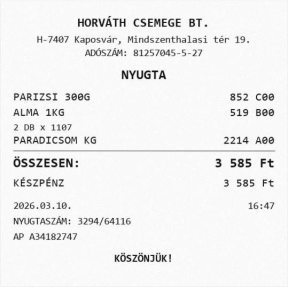 HORVÁTH CSEMEGE BT.
H-7407 Kaposvár, Mindszenthalasi tér 19.
ADÓSZÁM: 81257045-5-27
NYUGTA
PARIZSI 300G 852 C00
ALMA 1KG 519 B00
2 DB x 1107
PARADICSOM KG 2214 A00
ÖSSZESEN: 3 585 Ft
KÉSZPÉNZ 3 585 Ft
2026.03.10. 16:47
NYUGTASZÁM: 3294/64116
AP A34182747
KÖSZÖNJÜK!